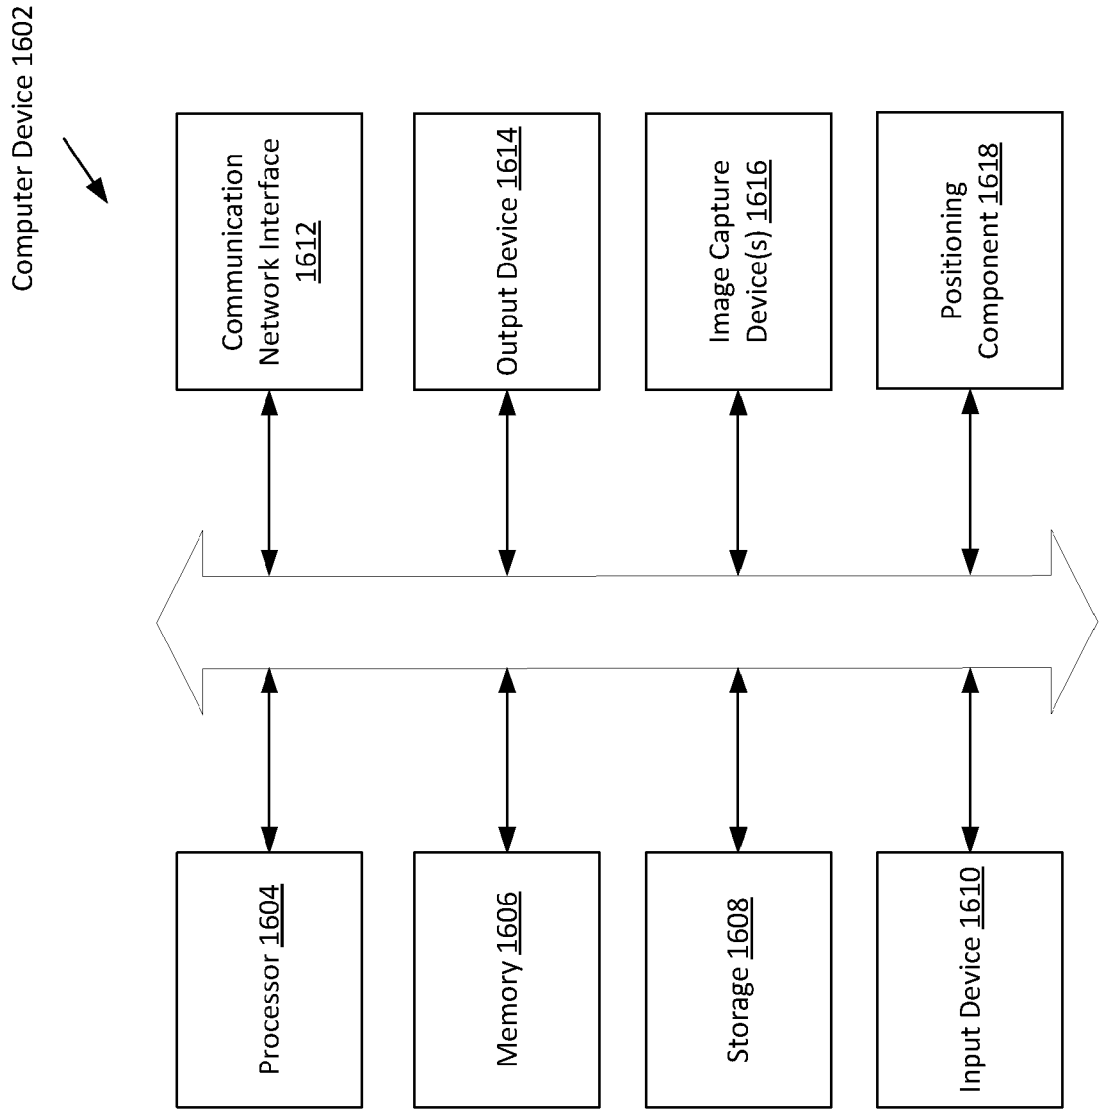 Computer Device 1602
Communication
Network Interface
1612
Output Device 1614
Image Capture
Device(s) 1616
Positioning
Component 1618
Processor 1604
Memory 1606
Storage 1608
Input Device 1610